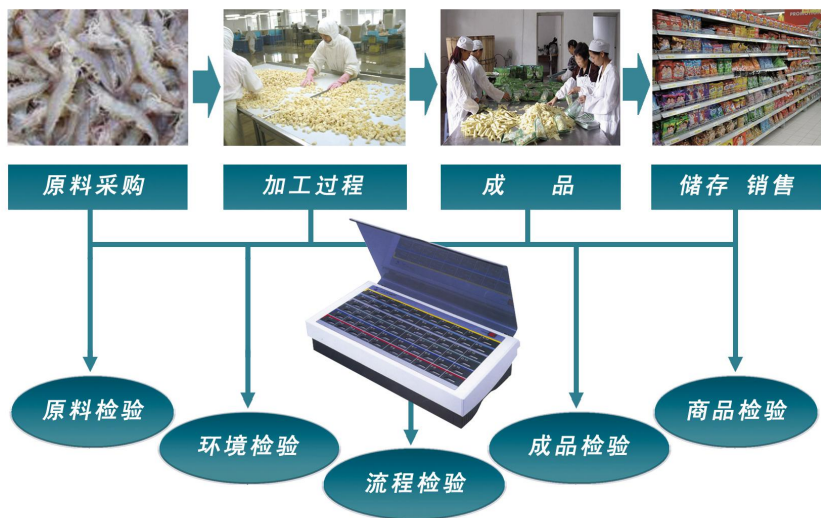 原料采购
加工过程
成 品
储存 销售
原料检验
环境检验
流程检验
成品检验
商品检验